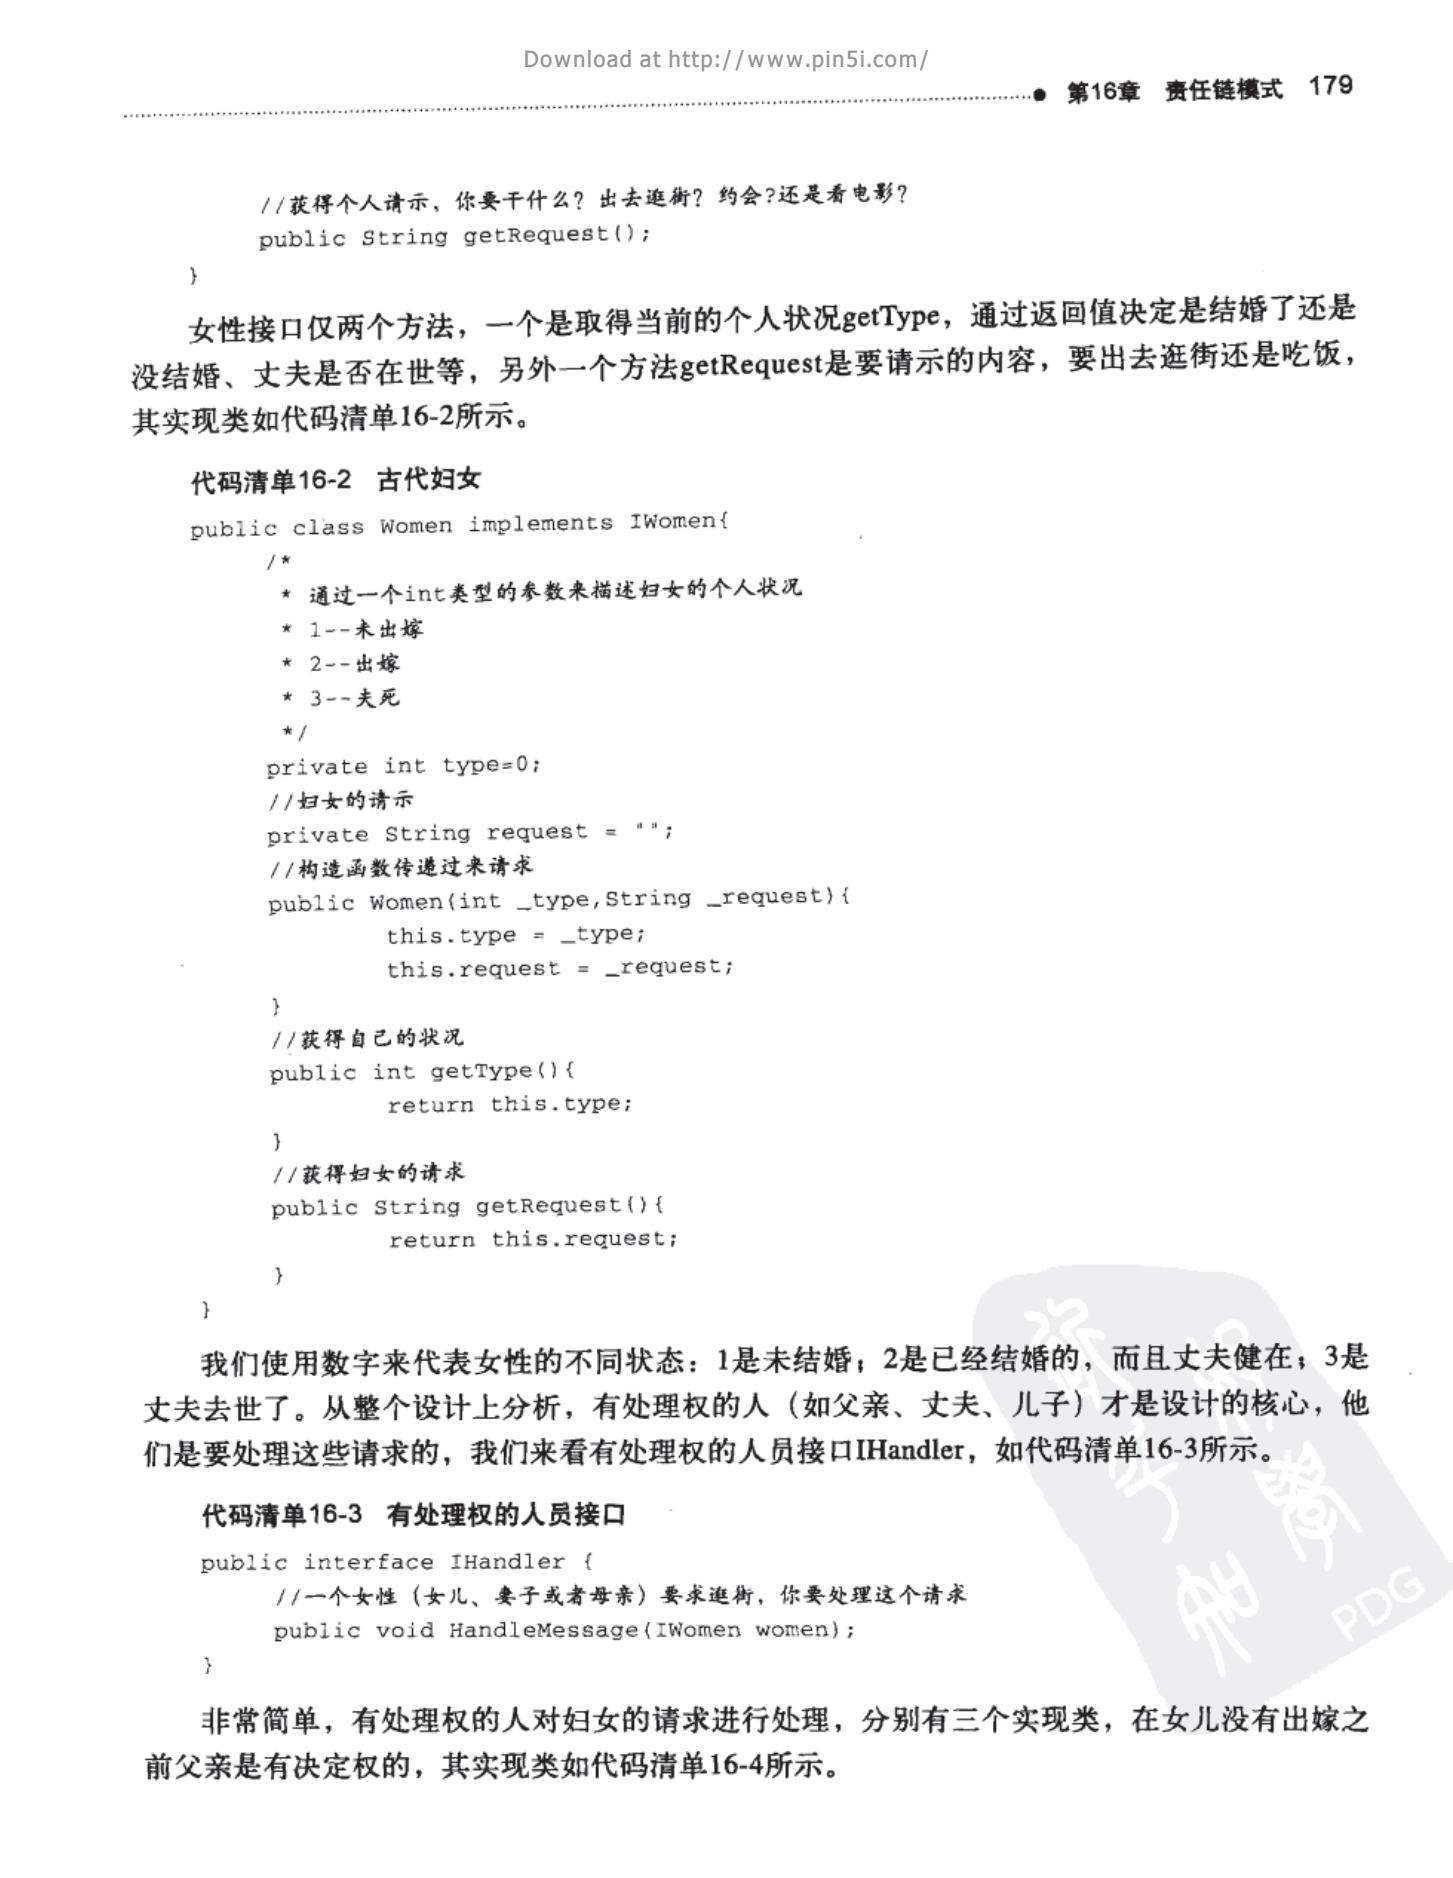 Download at http://www.pin5i.com/
第16章 责任链模式 179
//获得个人请示，你要干什么？出去逛街？约会?还是看电影?
public String getRequest();
}
女性接口仅两个方法，一个是取得当前的个人状况getType，通过返回值决定是结婚了还是
没结婚、丈夫是否在世等，另外一个方法getRequest是要请示的内容，要出去逛街还是吃饭，
其实现类如代码清单16-2所示。
代码清单16-2 古代妇女
public class Women implements IWomen{
/*
* 通过一个int类型的参数来描述妇女的个人状况
* 1--未出嫁
* 2--出嫁
* 3--夫死
*/
private int type=0;
//妇女的请示
private String request = "";
//构造函数传递过来请求
public Women(int _type,String _request){
this.type = _type;
this.request = _request;
}
//获得自己的状况
public int getType(){
return this.type;
}
//获得妇女的请求
public String getRequest(){
return this.request;
}
}
我们使用数字来代表女性的不同状态：1是未结婚；2是已经结婚的，而且丈夫健在；3是
丈夫去世了。从整个设计上分析，有处理权的人（如父亲、丈夫、儿子）才是设计的核心，他
们是要处理这些请求的，我们来看有处理权的人员接口IHandler，如代码清单16-3所示。
代码清单16-3 有处理权的人员接口
public interface IHandler {
//一个女性（女儿、妻子或者母亲）要求逛街，你要处理这个请求
public void HandleMessage(IWomen women);
}
PDG
非常简单，有处理权的人对妇女的请求进行处理，分别有三个实现类，在女儿没有出嫁之
前父亲是有决定权的，其实现类如代码清单16-4所示。